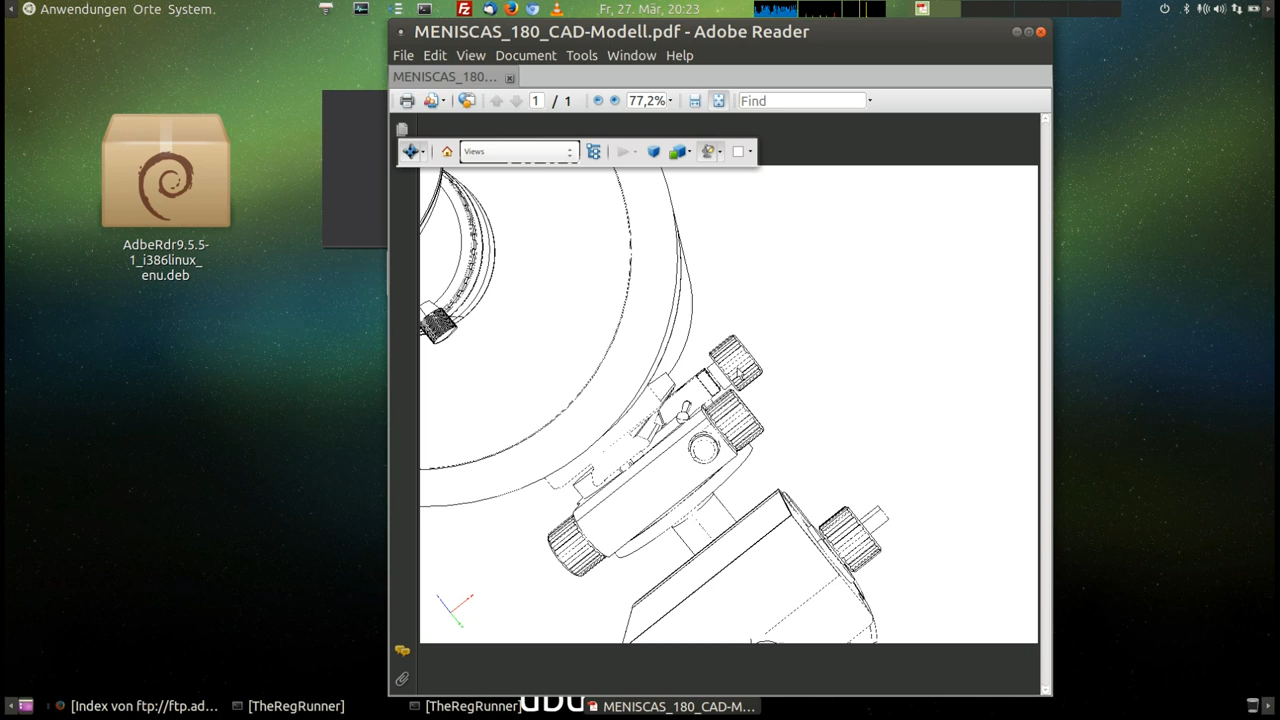 Anwendungen Orte System.
Fr, 27. Mär, 20:23
MENISCAS_180_CAD-Modell.pdf - Adobe Reader
File Edit View Document Tools Window Help
MENISCAS_180...
1 / 1 77,2% Find
Views
AdbeRdr9.5.5-
1_i386linux_
enu.deb
[Index von ftp://ftp.ad... [TheRegRunner] [TheRegRunner] MENISCAS_180_CAD-M...